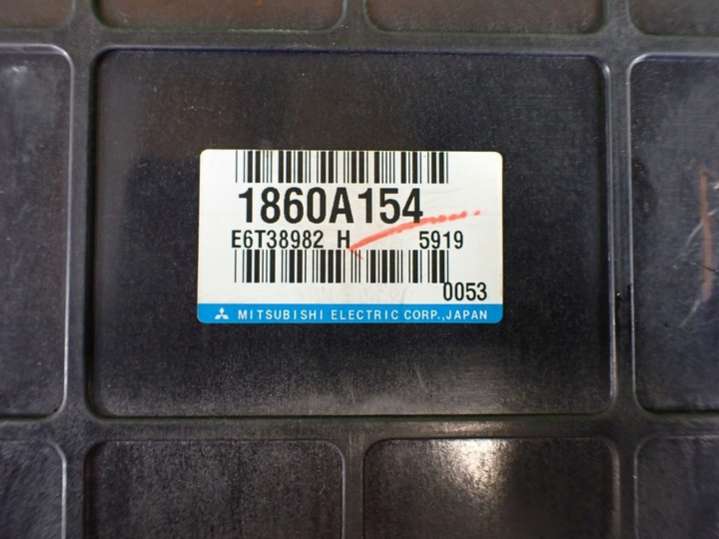 1860A154
E6T38982 H 5919
0053
MITSUBISHI ELECTRIC CORP.,JAPAN